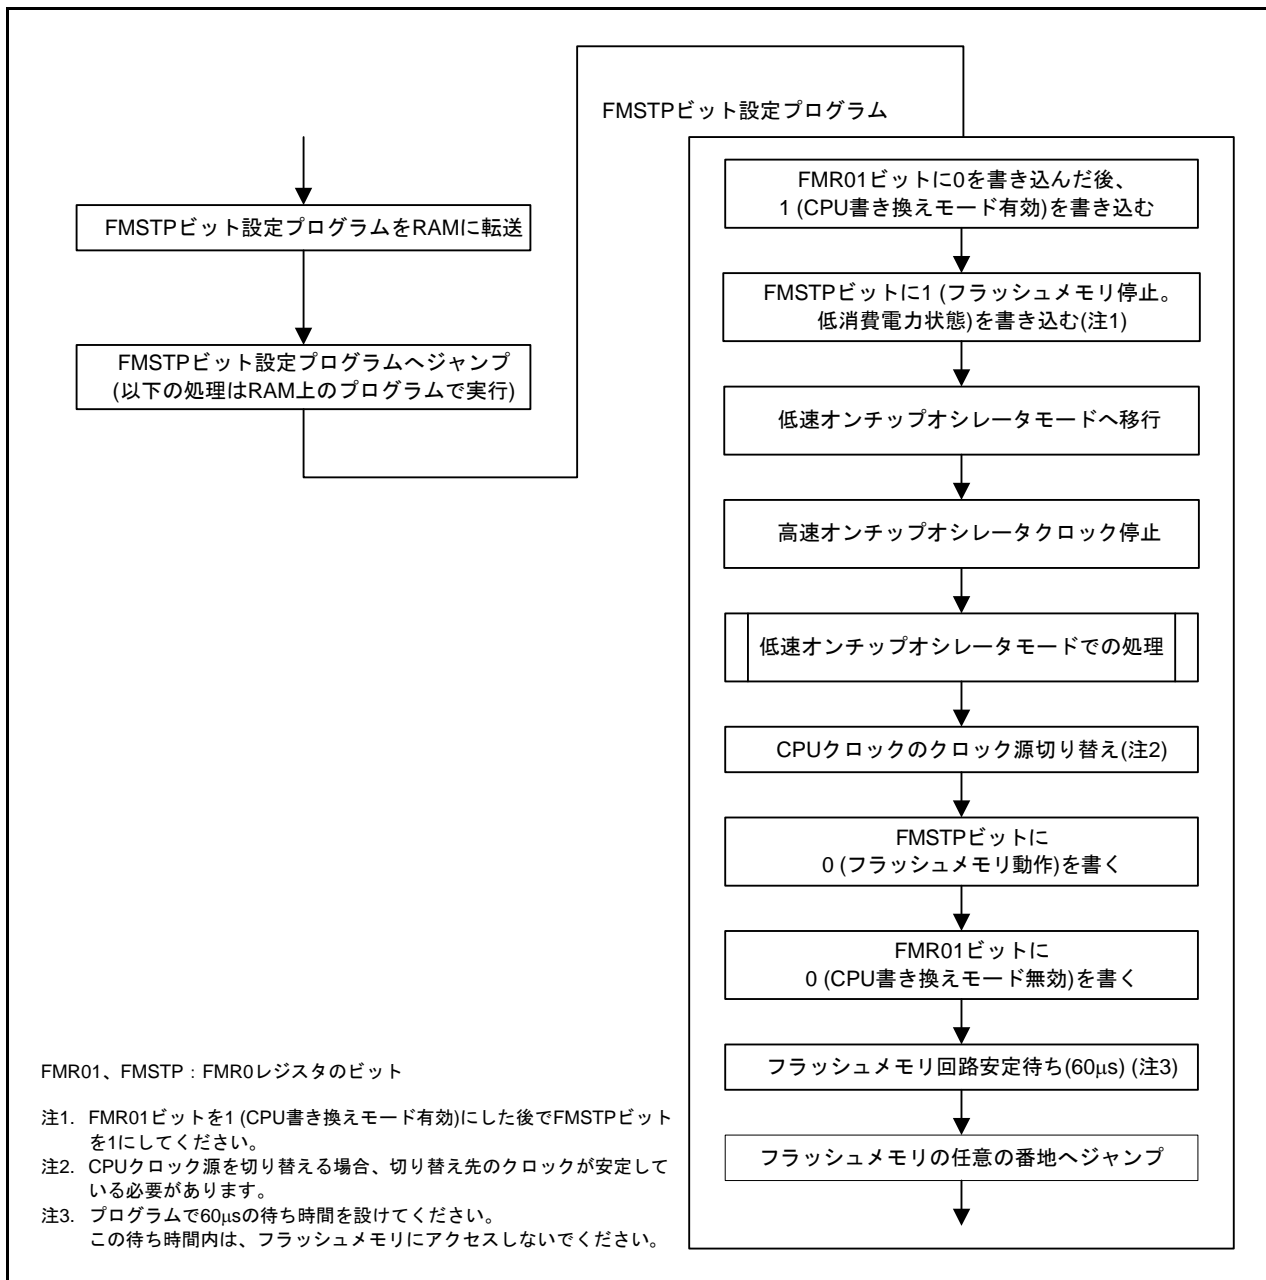 FMSTPビット設定プログラムをRAMに転送
FMSTPビット設定プログラムへジャンプ
(以下の処理はRAM上のプログラムで実行)
FMSTPビット設定プログラム
FMR01ビットに0を書き込んだ後、
1 (CPU書き換えモード有効)を書き込む
FMSTPビットに1 (フラッシュメモリ停止。
低消費電力状態)を書き込む(注1)
低速オンチップオシレータモードへ移行
高速オンチップオシレータクロック停止
低速オンチップオシレータモードでの処理
CPUクロックのクロック源切り替え(注2)
FMSTPビットに
0 (フラッシュメモリ動作)を書く
FMR01ビットに
0 (CPU書き換えモード無効)を書く
フラッシュメモリ回路安定待ち(60μs) (注3)
フラッシュメモリの任意の番地へジャンプ
FMR01、FMSTP : FMR0レジスタのビット
注1. FMR01ビットを1 (CPU書き換えモード有効)にした後でFMSTPビット
を1にしてください。
注2. CPUクロック源を切り替える場合、切り替え先のクロックが安定して
いる必要があります。
注3. プログラムで60μsの待ち時間を設けてください。
この待ち時間内は、フラッシュメモリにアクセスしないでください。